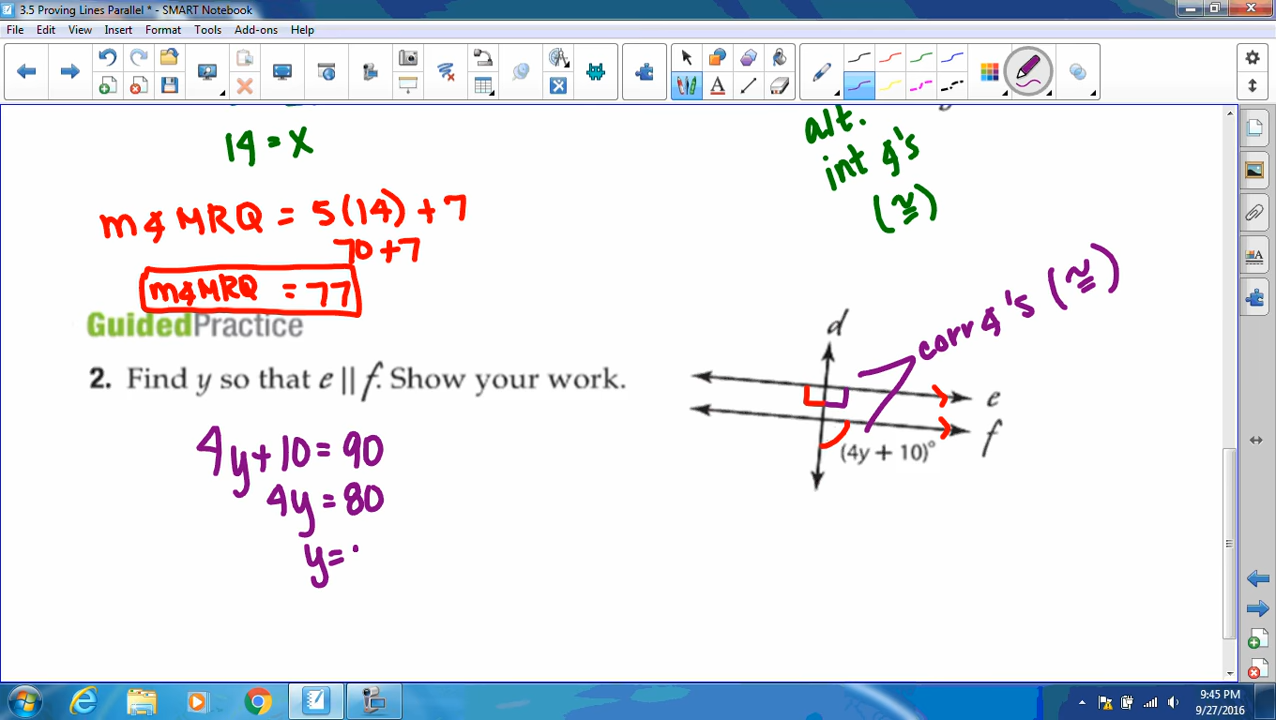 3.5 Proving Lines Parallel * - SMART Notebook
File Edit View Insert Format Tools Add-ons Help
14 = x
alt.
int ∡'s
(≅)
m∡MRQ = 5(14) + 7
70 + 7
m∡MRQ = 77
GuidedPractice
2. Find y so that e || f. Show your work.
d
corr ∡'s (≅)
e
f
(4y + 10)°
4y + 10 = 90
4y = 80
y =
9:45 PM
9/27/2016